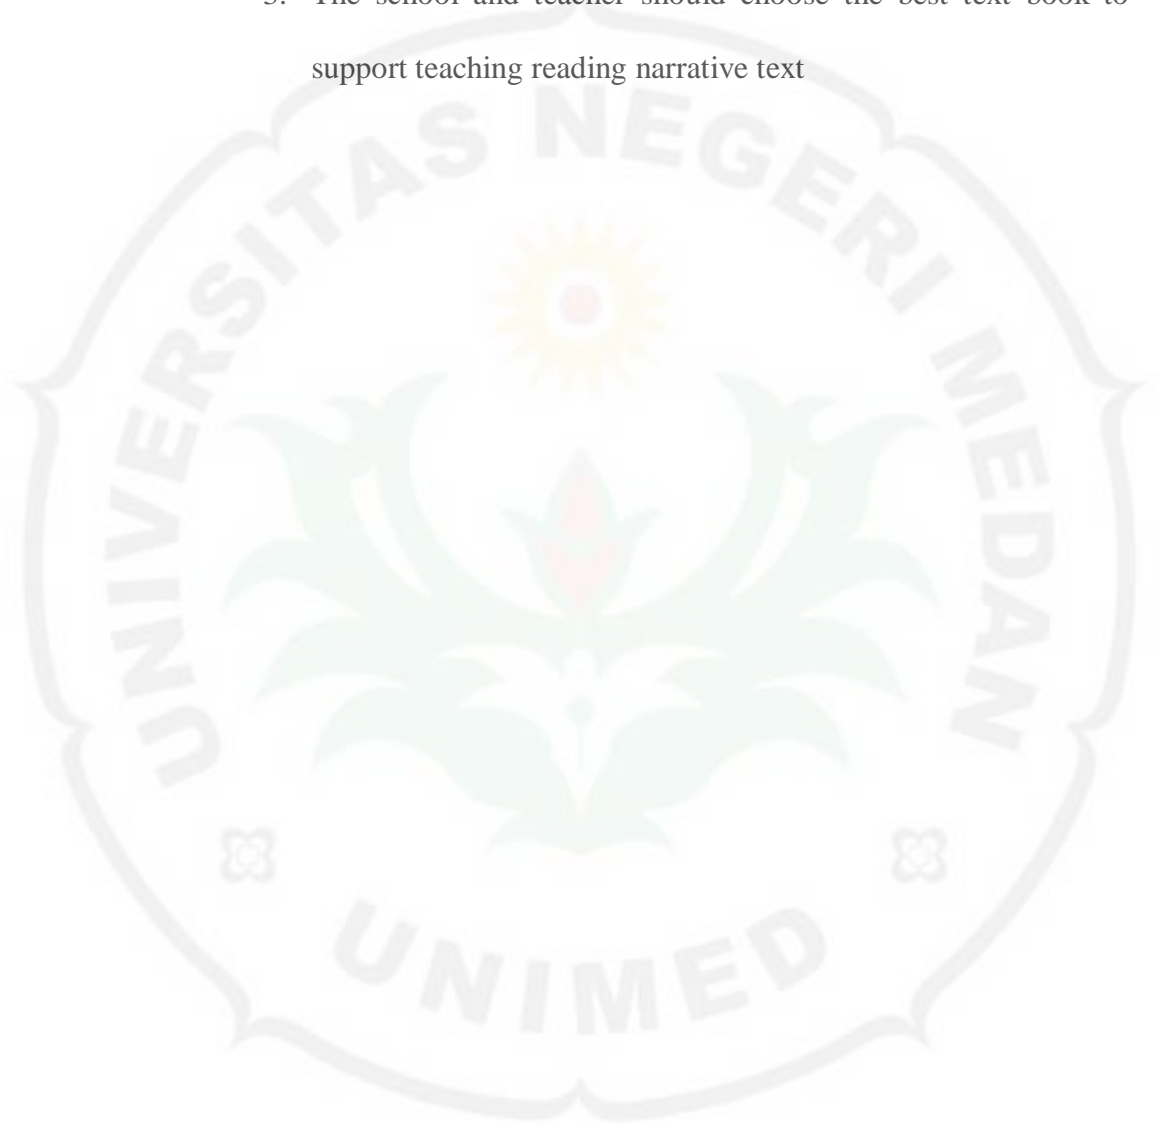 The school and teacher should choose the best text book to
support teaching reading narrative text
UNIVERSITAS NEGERI MEDAN
UNIMED